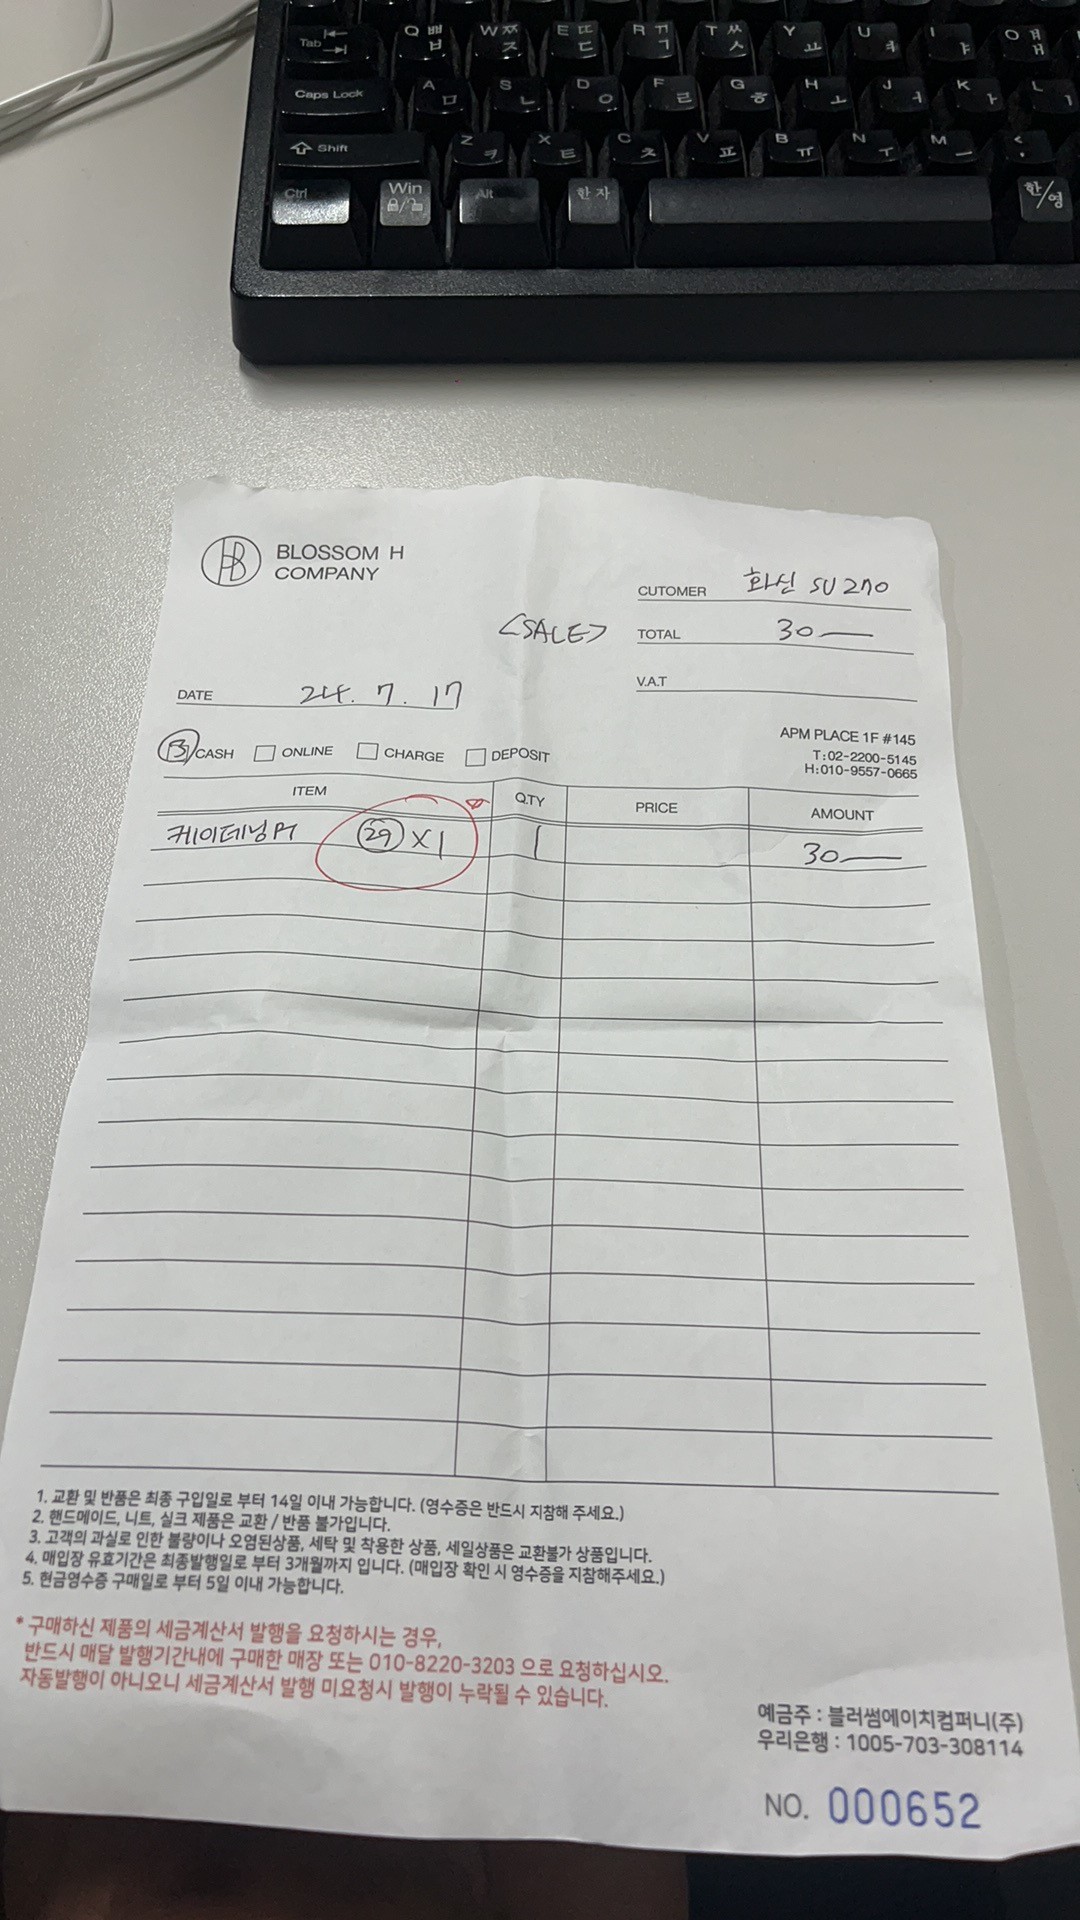 Tab Q ㅃ ㅂ W ㅉ ㅈ E ㄸ ㄷ R ㄲ ㄱ T ㅆ ㅅ Y ㅛ U ㅕ I ㅑ O ㅒ ㅐ
Caps Lock A ㅁ S ㄴ D ㅇ F ㄹ G ㅎ H ㅗ J ㅓ K ㅏ L ㅣ
Shift Z ㅋ X ㅌ C ㅊ V ㅍ B ㅠ N ㅜ M ㅡ < ,
Ctrl Win Alt 한자 한/영
BLOSSOM H
COMPANY
CUTOMER 화신 SU270
<SALE> TOTAL 30—
V.A.T
DATE 24. 7. 17
APM PLACE 1F #145
T:02-2200-5145
H:010-9557-0665
CASH ONLINE CHARGE DEPOSIT
ITEM Q.TY PRICE AMOUNT
케이데님Pt 29 X 1 1 30—
1. 교환 및 반품은 최종 구입일로 부터 14일 이내 가능합니다. (영수증은 반드시 지참해 주세요.)
2. 핸드메이드, 니트, 실크 제품은 교환 / 반품 불가입니다.
3. 고객의 과실로 인한 불량이나 오염된상품, 세탁 및 착용한 상품, 세일상품은 교환불가 상품입니다.
4. 매입장 유효기간은 최종발행일로 부터 3개월까지 입니다. (매입장 확인 시 영수증을 지참해주세요.)
5. 현금영수증 구매일로 부터 5일 이내 가능합니다.
* 구매하신 제품의 세금계산서 발행을 요청하시는 경우,
반드시 매달 발행기간내에 구매한 매장 또는 010-8220-3203 으로 요청하십시오.
자동발행이 아니오니 세금계산서 발행 미요청시 발행이 누락될 수 있습니다.
예금주 : 블러썸에이치컴퍼니(주)
우리은행 : 1005-703-308114
NO. 000652